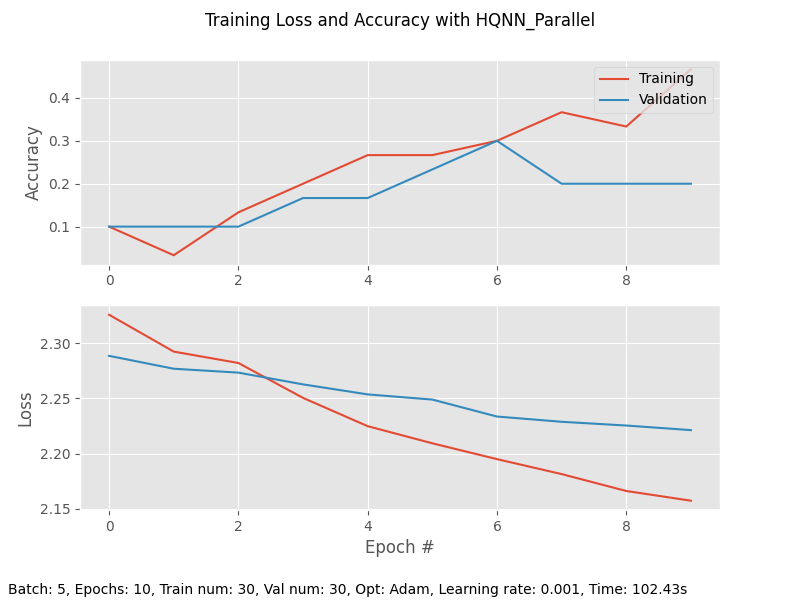 Training Loss and Accuracy with HQNN_Parallel
Training
Validation
Accuracy
0.4
0.3
0.2
0.1
0 2 4 6 8
Loss
2.30
2.25
2.20
2.15
0 2 4 6 8
Epoch #
Batch: 5, Epochs: 10, Train num: 30, Val num: 30, Opt: Adam, Learning rate: 0.001, Time: 102.43s